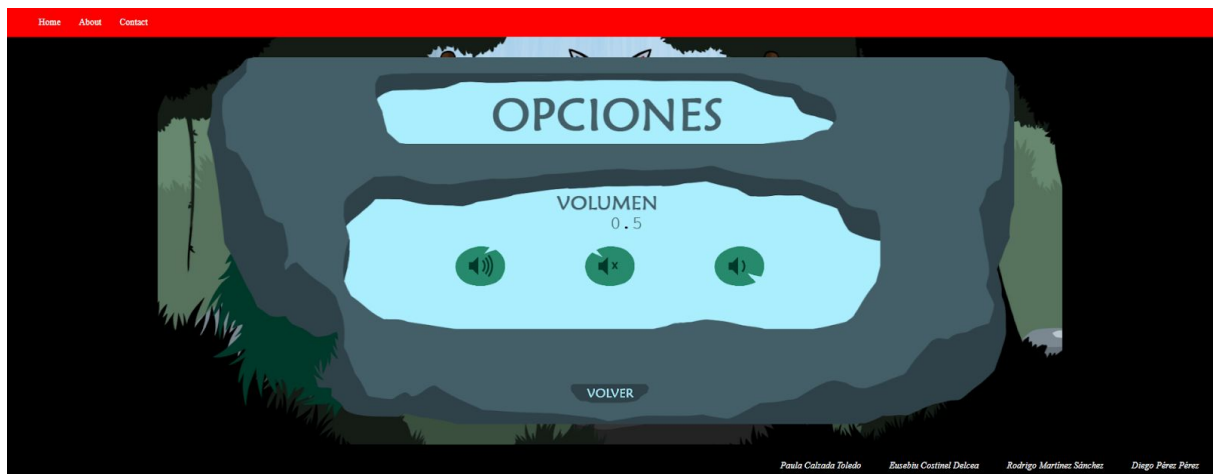 Home About Contact
OPCIONES
VOLUMEN
0.5
VOLVER
Paula Calzada Toledo Eusebiu Costinel Delcea Rodrigo Martínez Sánchez Diego Pérez Pérez